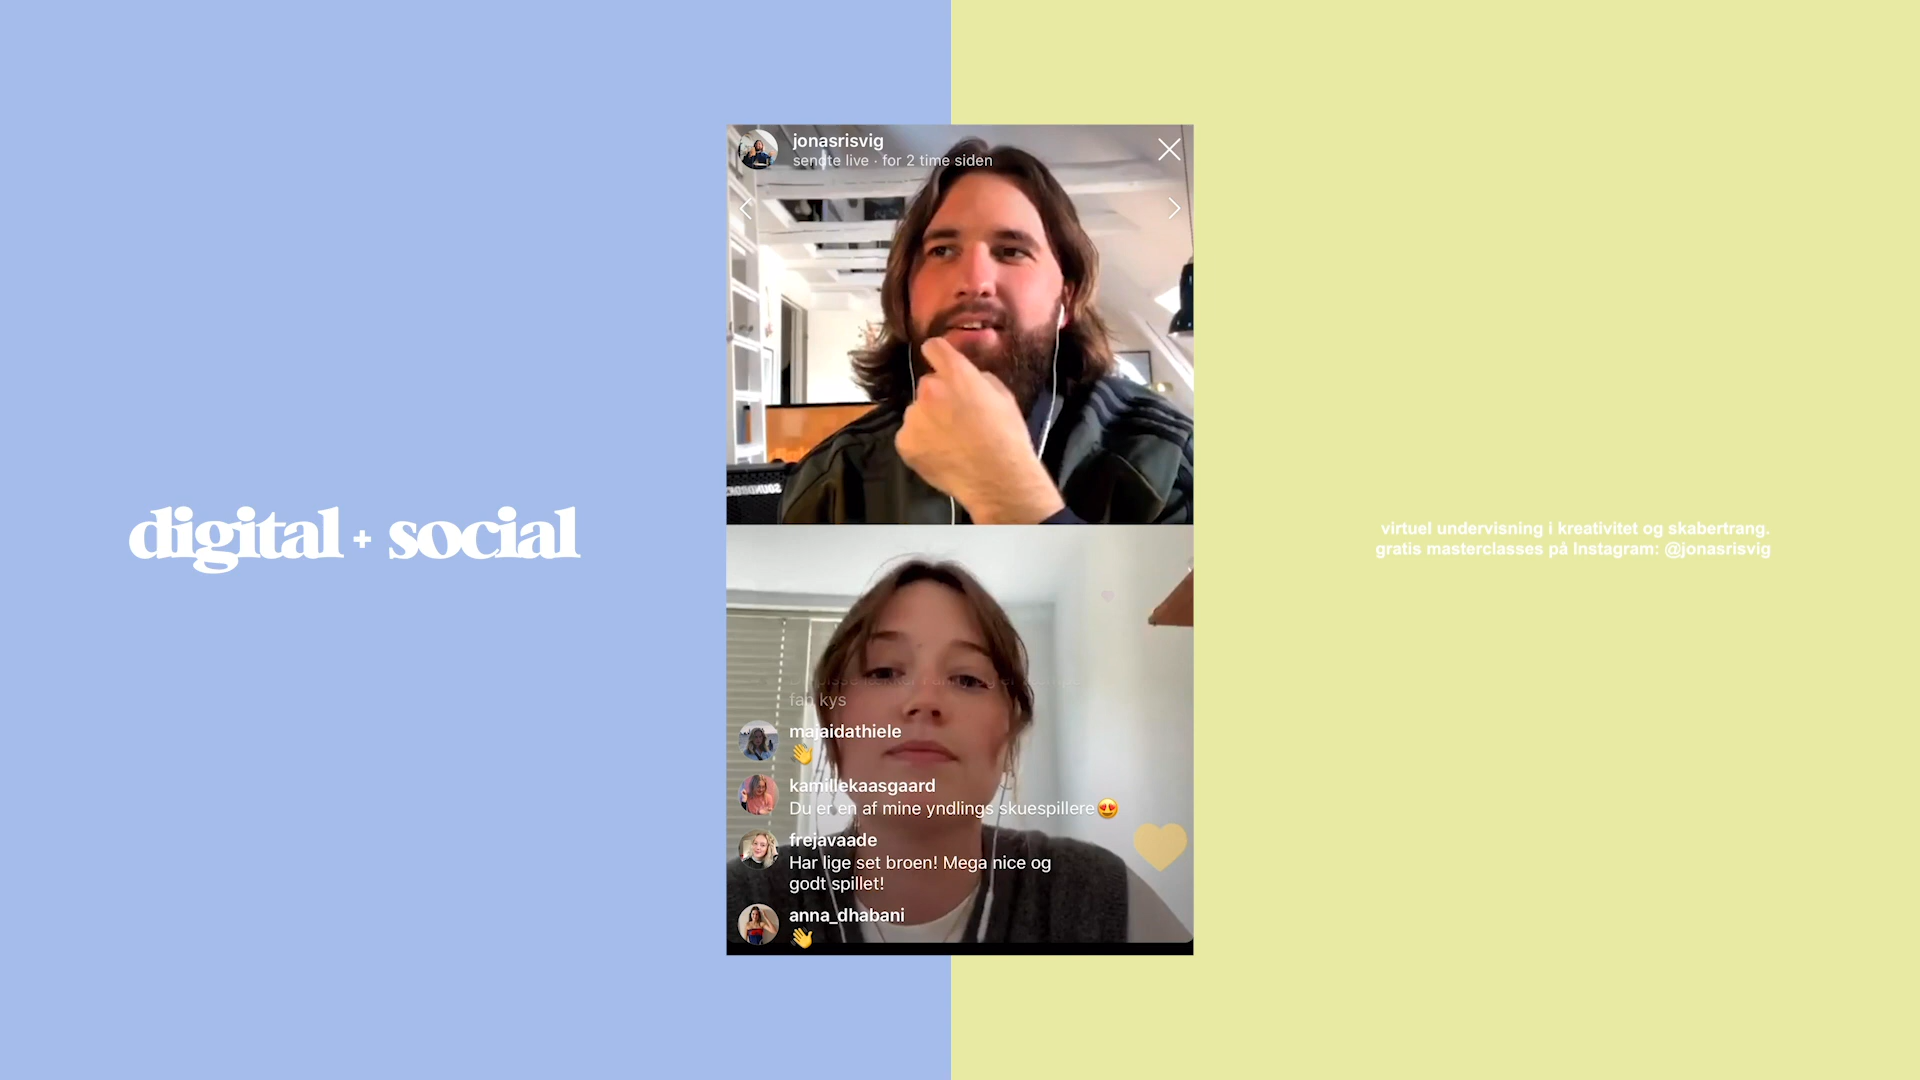 digital + social
jonasrisvig
sendte live · for 2 time siden
fab kys
majaidathiele
👋
kamillekaasgaard
Du er en af mine yndlings skuespillere😍
frejavaade
Har lige set broen! Mega nice og
godt spillet!
anna_dhabani
👋
virtuel undervisning i kreativitet og skabertrang.
gratis masterclasses på Instagram: @jonasrisvig